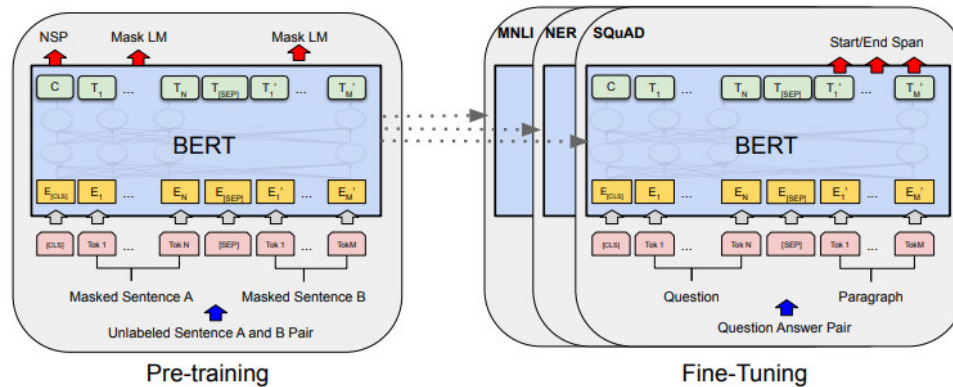 NSP Mask LM Mask LM
C T1 ... TN T[SEP] T1' ... TM'
BERT
E[CLS] E1 ... EN E[SEP] E1' ... EM'
[CLS] Tok 1 ... Tok N [SEP] Tok 1 ... TokM
Masked Sentence A Masked Sentence B
Unlabeled Sentence A and B Pair
Pre-training
MNLI NER SQuAD
Start/End Span
C T1 ... TN T[SEP] T1' ... TM'
BERT
E[CLS] E1 ... EN E[SEP] E1' ... EM'
[CLS] Tok 1 ... Tok N [SEP] Tok 1 ... TokM
Question Paragraph
Question Answer Pair
Fine-Tuning